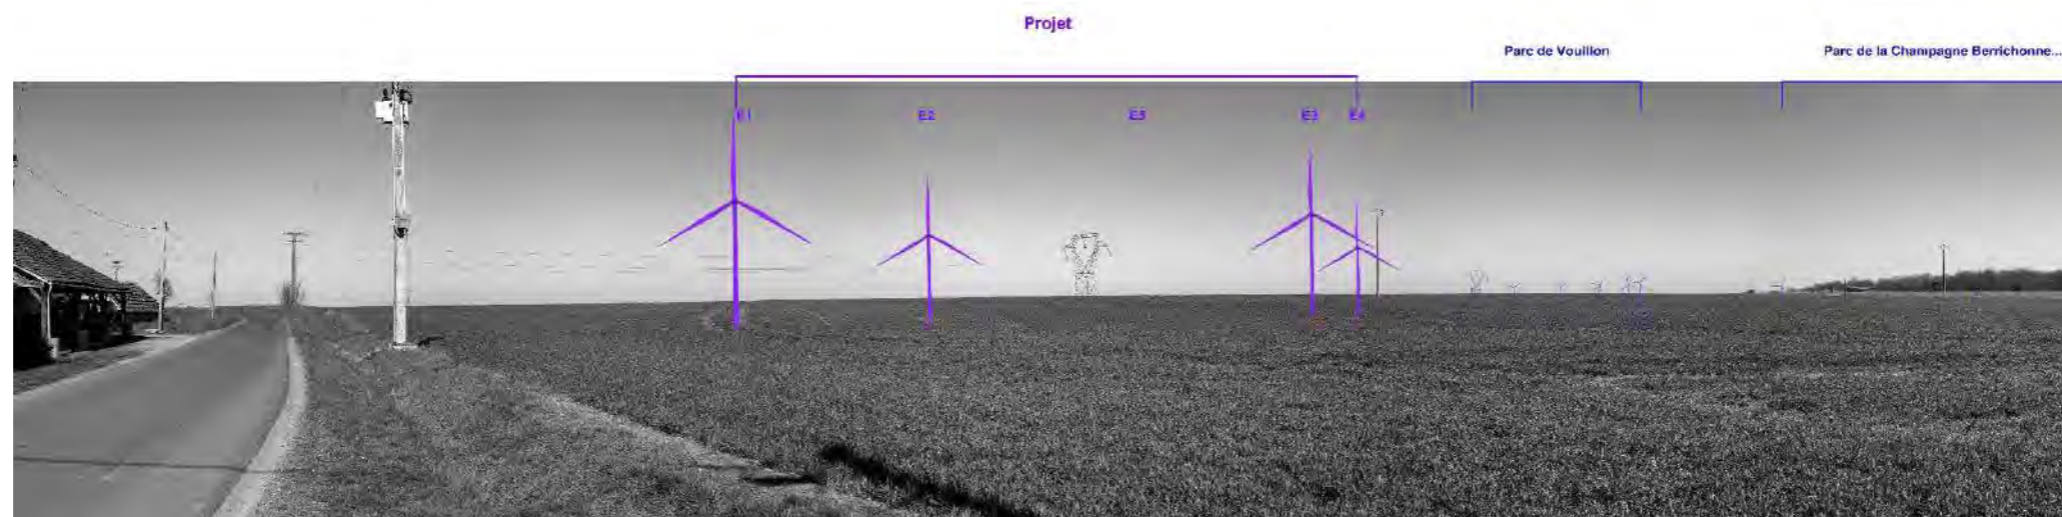 Projet
Parc de Vouillon
Parc de la Champagne Berrichonne...
E1 E2 E5 E3 E4